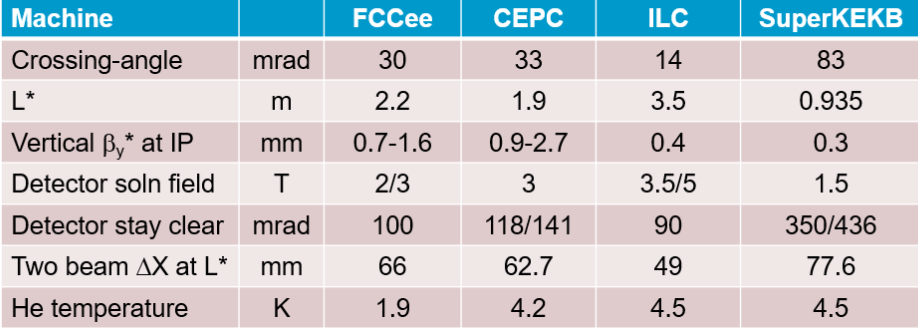 Machine FCCee CEPC ILC SuperKEKB
Crossing-angle mrad 30 33 14 83
L* m 2.2 1.9 3.5 0.935
Vertical βy* at IP mm 0.7-1.6 0.9-2.7 0.4 0.3
Detector soln field T 2/3 3 3.5/5 1.5
Detector stay clear mrad 100 118/141 90 350/436
Two beam ΔX at L* mm 66 62.7 49 77.6
He temperature K 1.9 4.2 4.5 4.5